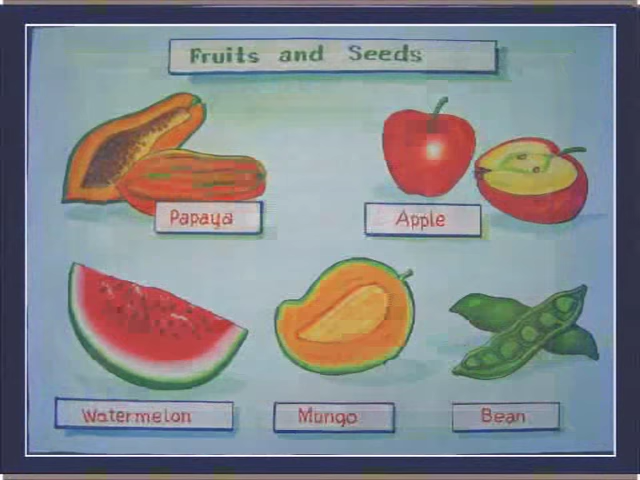 Fruits and Seeds
Papaya
Apple
Watermelon
Mango
Bean